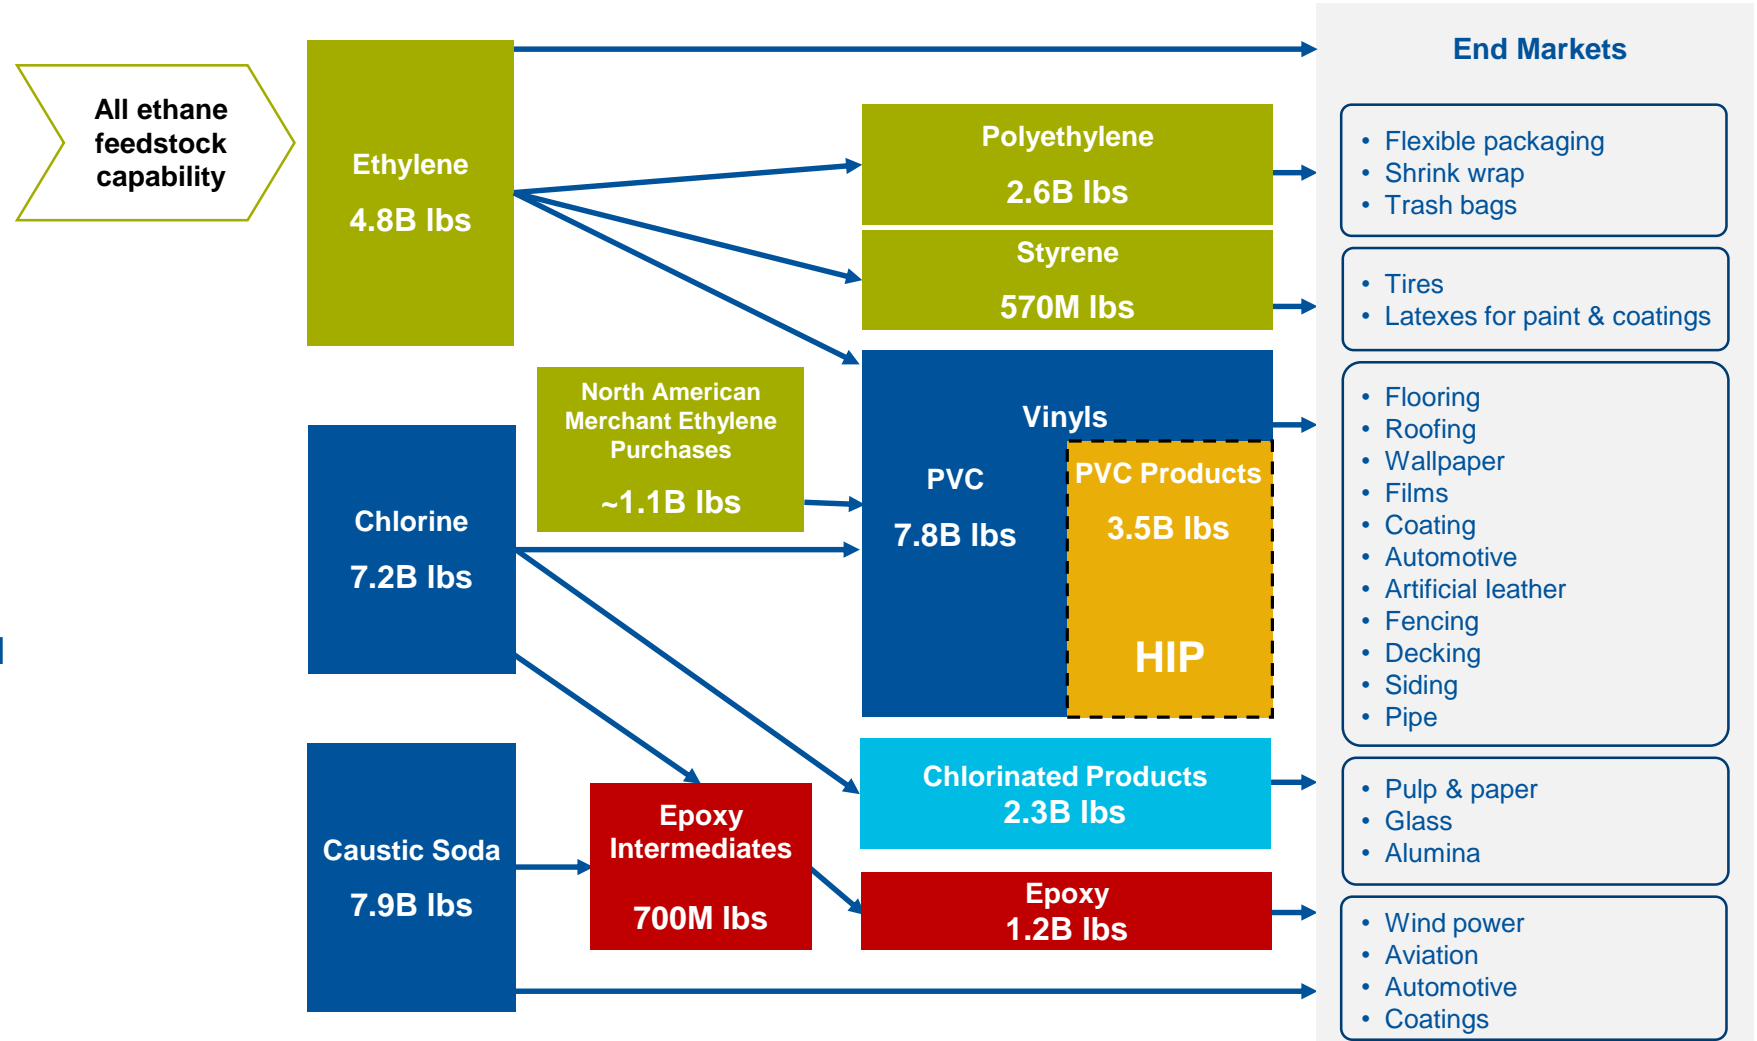 All ethane
feedstock
capability
Ethylene
4.8B lbs
North American
Merchant Ethylene
Purchases
~1.1B lbs
Chlorine
7.2B lbs
Caustic Soda
7.9B lbs
Epoxy
Intermediates
700M lbs
Polyethylene
2.6B lbs
Styrene
570M lbs
Vinyls
PVC
7.8B lbs
PVC Products
3.5B lbs
HIP
Chlorinated Products
2.3B lbs
Epoxy
1.2B lbs
End Markets
• Flexible packaging
• Shrink wrap
• Trash bags
• Tires
• Latexes for paint & coatings
• Flooring
• Roofing
• Wallpaper
• Films
• Coating
• Automotive
• Artificial leather
• Fencing
• Decking
• Siding
• Pipe
• Pulp & paper
• Glass
• Alumina
• Wind power
• Aviation
• Automotive
• Coatings